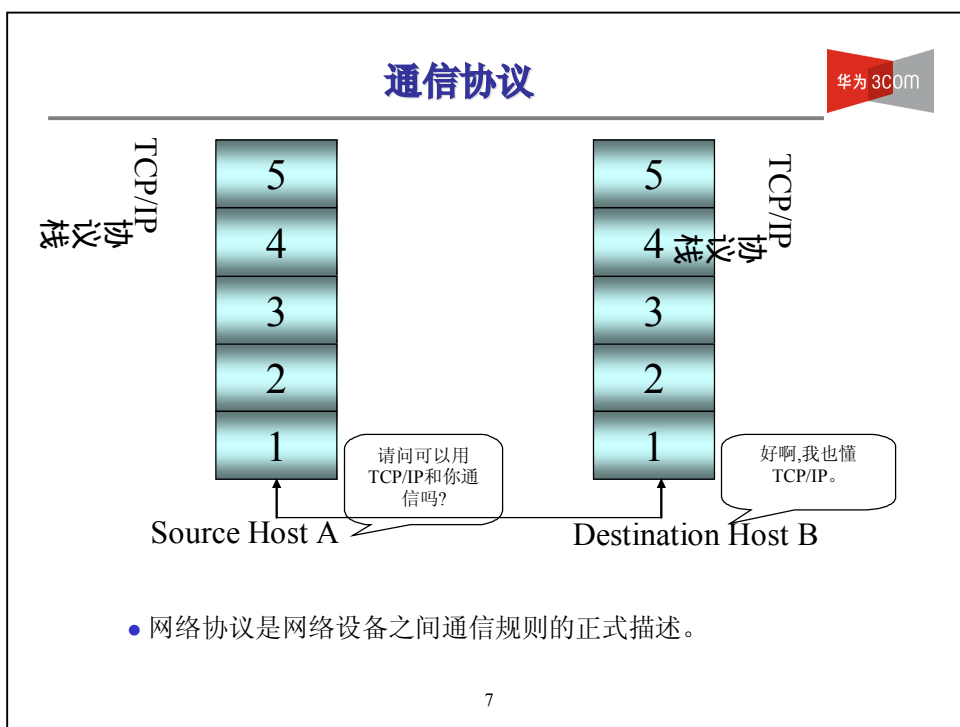 通信协议
华为 3COM
TCP/IP
协议栈
5
4
3
2
1
请问可以用
TCP/IP和你通
信吗?
Source Host A
5
4
3
2
1
TCP/IP
协议栈
好啊,我也懂
TCP/IP。
Destination Host B
网络协议是网络设备之间通信规则的正式描述。
7